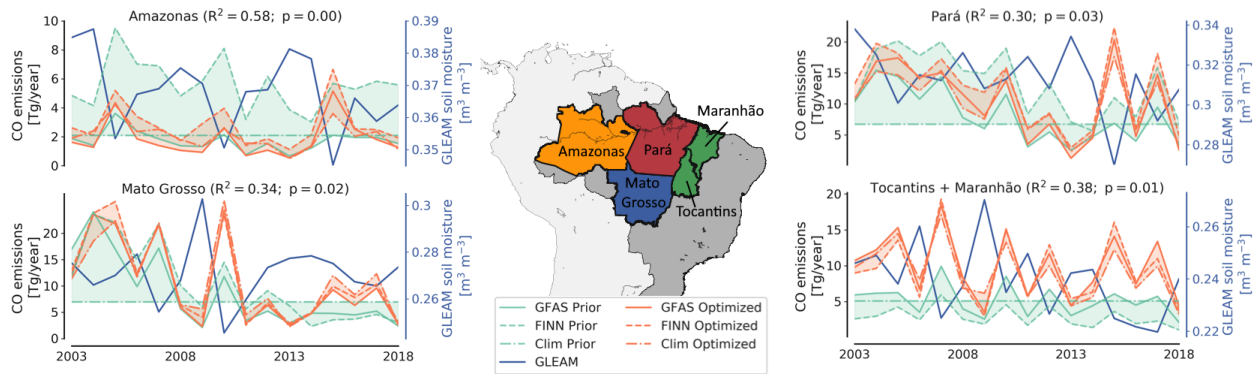 Amazonas (R² = 0.58; p = 0.00)
CO emissions
[Tg/year]
10
8
6
4
2
0
0.39
0.38
0.37
0.36
0.35
GLEAM soil moisture
[m³ m⁻³]
Mato Grosso (R² = 0.34; p = 0.02)
CO emissions
[Tg/year]
20
15
10
5
0
0.3
0.28
0.26
GLEAM soil moisture
[m³ m⁻³]
2003
2008
2013
2018
Maranhão
Amazonas
Pará
Mato
Grosso
Tocantins
GFAS Prior
FINN Prior
Clim Prior
GLEAM
GFAS Optimized
FINN Optimized
Clim Optimized
Pará (R² = 0.30; p = 0.03)
CO emissions
[Tg/year]
20
15
10
5
0.34
0.32
0.3
0.28
GLEAM soil moisture
[m³ m⁻³]
Tocantins + Maranhão (R² = 0.38; p = 0.01)
CO emissions
[Tg/year]
20
15
10
5
0.26
0.24
0.22
GLEAM soil moisture
[m³ m⁻³]
2003
2008
2013
2018